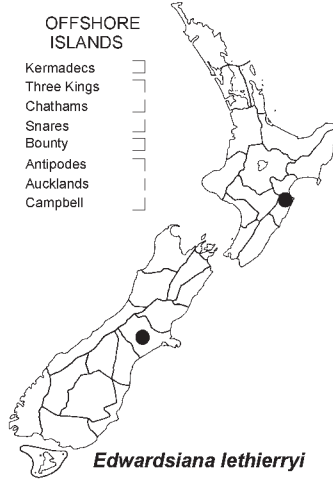 OFFSHORE
ISLANDS
Kermadecs
Three Kings
Chathams
Snares
Bounty
Antipodes
Aucklands
Campbell
Edwardsiana lethierryi